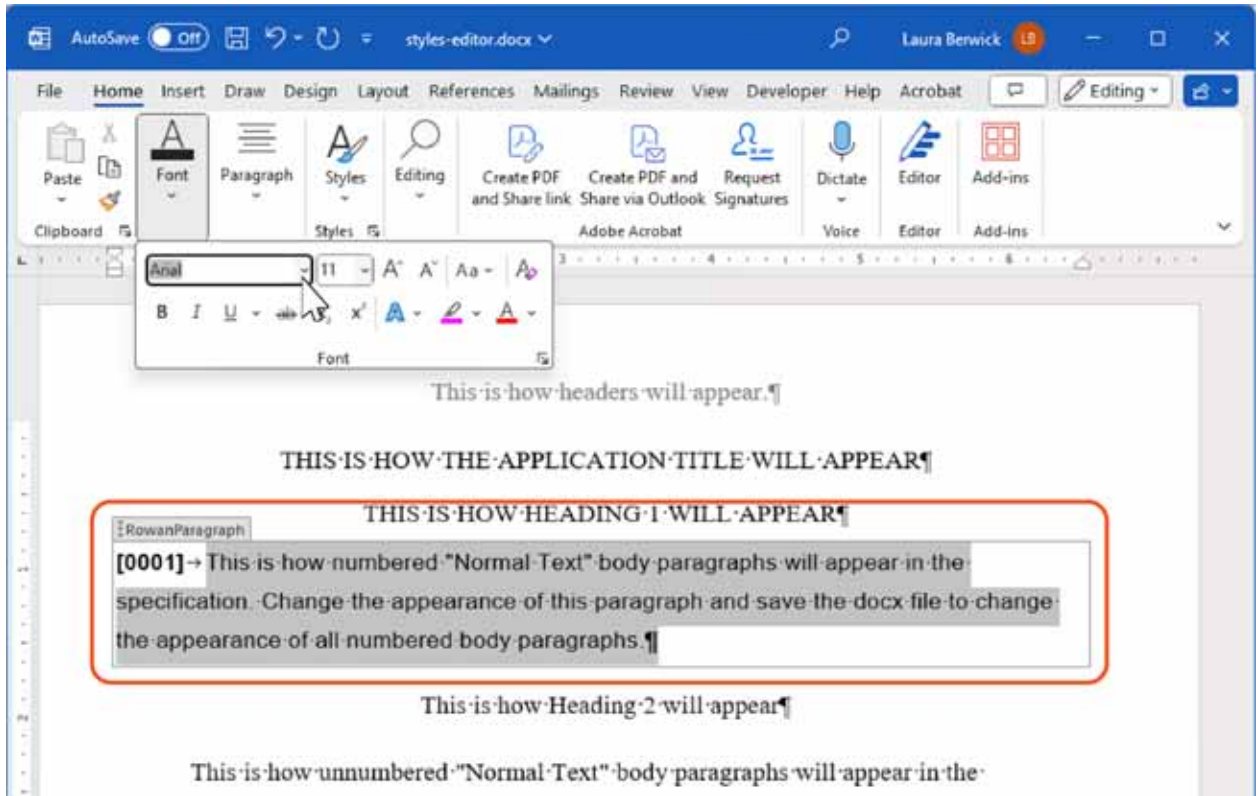 AutoSave Off styles-editor.docx Laura Berwick LB
File Home Insert Draw Design Layout References Mailings Review View Developer Help Acrobat Editing
Paste Font Paragraph Styles Editing Create PDF and Share link Create PDF and Share via Outlook Request Signatures Dictate Editor Add-ins
Clipboard Styles Adobe Acrobat Voice Editor Add-ins
3 4 5 6
Arial 11 A A Aa A
B I U ab x A A
Font
This is how headers will appear.¶
THIS IS HOW THE APPLICATION TITLE WILL APPEAR¶
THIS IS HOW HEADING 1 WILL APPEAR¶
RowanParagraph
[0001]→This is how numbered "Normal Text" body paragraphs will appear in the
specification. Change the appearance of this paragraph and save the docx file to change
the appearance of all numbered body paragraphs.¶
This is how Heading 2 will appear¶
This is how unnumbered "Normal Text" body paragraphs will appear in the